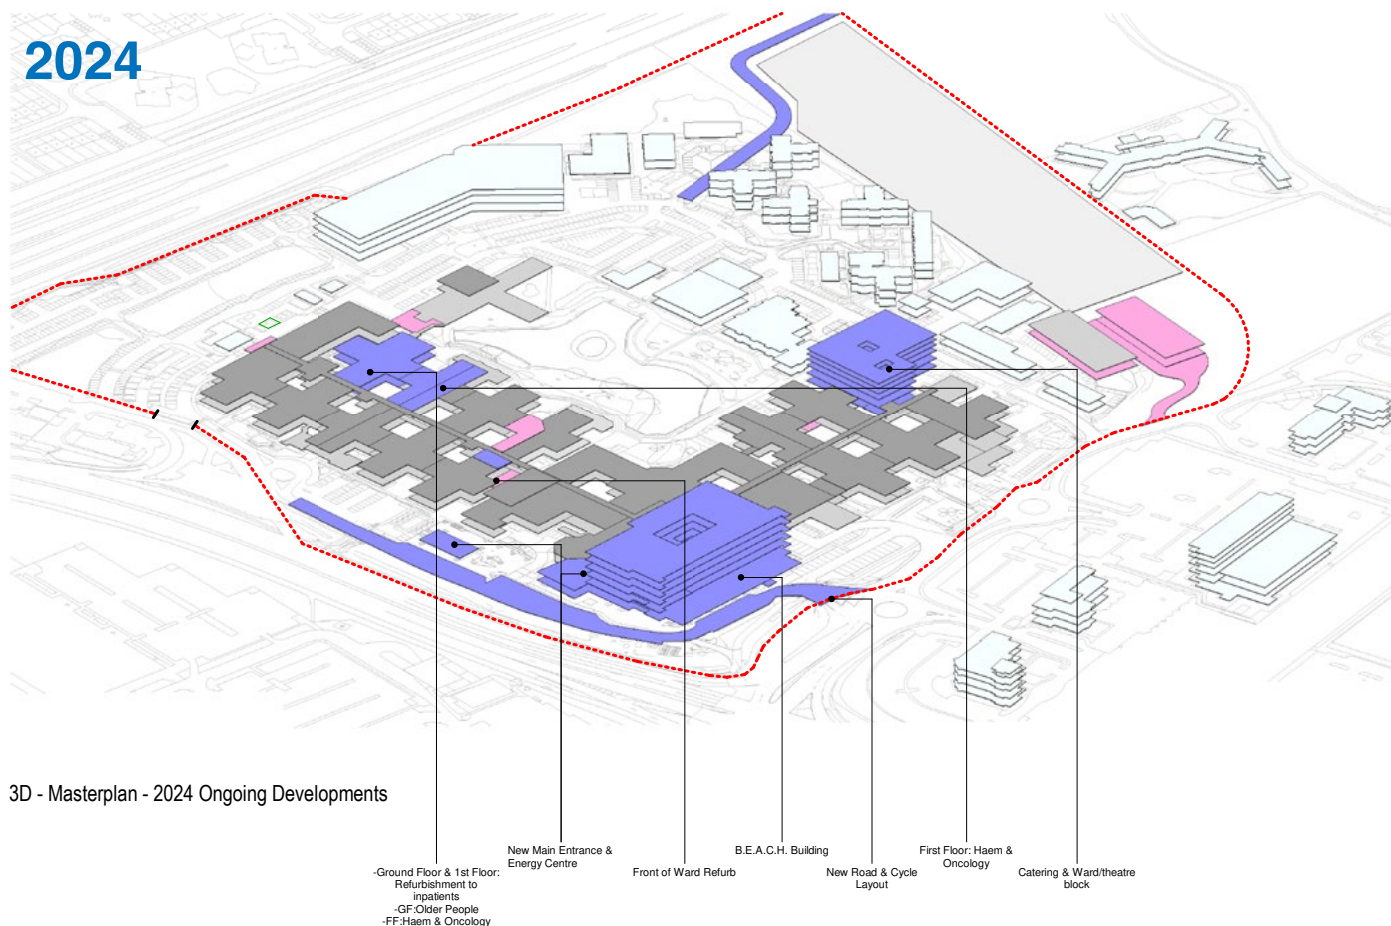 2024
3D - Masterplan - 2024 Ongoing Developments
-Ground Floor & 1st Floor:
Refurbishment to
inpatients
-GF:Older People
-FF:Haem & Oncology
New Main Entrance &
Energy Centre
Front of Ward Refurb
B.E.A.C.H. Building
New Road & Cycle
Layout
First Floor: Haem &
Oncology
Catering & Ward/theatre
block